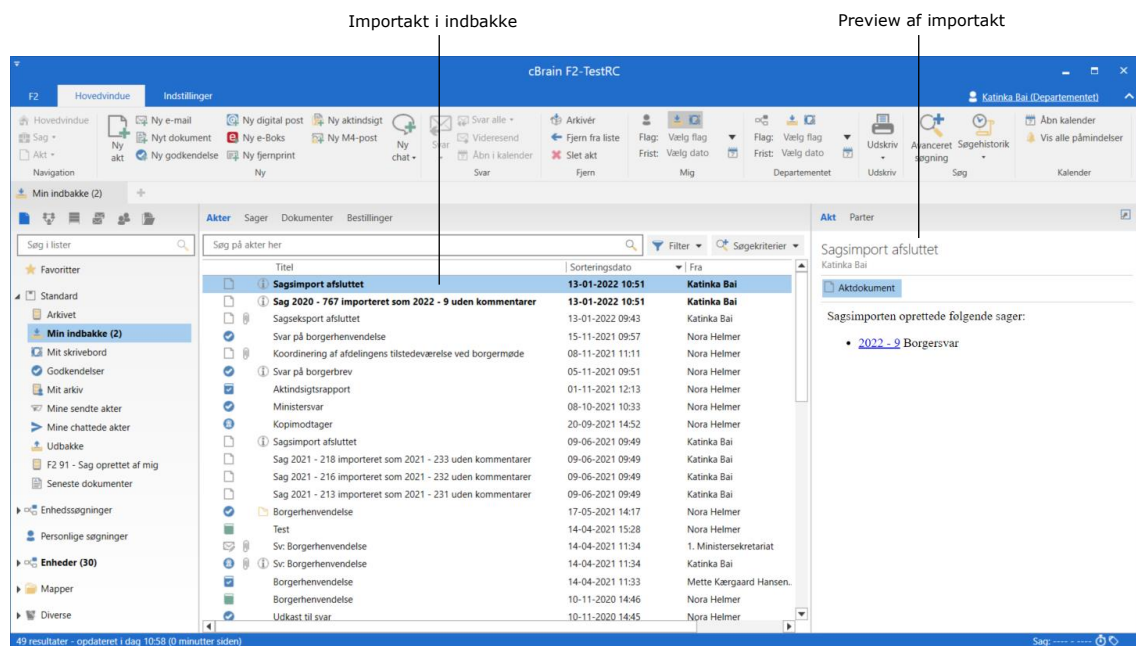 Importakt i indbakke
Preview af importakt
cBrain F2-TestRC
F2 Hovedvindue Indstillinger
Katinka Bai (Departementet)
Hovedvindue
Sag
Akt
Navigation
Ny akt
Ny e-mail
Nyt dokument
Ny godkendelse
Ny digital post
Ny e-Boks
Ny fjernprint
Ny aktindsigt
Ny M4-post
Ny chat
Ny
Svar
Svar alle
Videresend
Åbn i kalender
Svar
Arkivér
Fjern fra liste
Slet akt
Fjern
Flag: Vælg flag
Frist: Vælg dato
Mig
Flag: Vælg flag
Frist: Vælg dato
Departementet
Udskriv
Udskriv
Avanceret søgning
Søgehistorik
Søg
Åbn kalender
Vis alle påmindelser
Kalender
Min indbakke (2)
Søg i lister
Favoritter
Standard
Arkivet
Min indbakke (2)
Mit skrivebord
Godkendelser
Mit arkiv
Mine sendte akter
Mine chattede akter
Udbakke
F2 91 - Sag oprettet af mig
Seneste dokumenter
Enhedssøgninger
Personlige søgninger
Enheder (30)
Mapper
Diverse
Akter Sager Dokumenter Bestillinger
Søg på akter her
Filter Søgekriterier
Titel Sorteringsdato Fra
Sagsimport afsluttet 13-01-2022 10:51 Katinka Bai
Sag 2020 - 767 importeret som 2022 - 9 uden kommentarer 13-01-2022 10:51 Katinka Bai
Sagseksport afsluttet 13-01-2022 09:43 Katinka Bai
Svar på borgerhenvendelse 15-11-2021 09:57 Nora Helmer
Koordinering af afdelingens tilstedeværelse ved borgermøde 08-11-2021 11:11 Nora Helmer
Svar på borgerbrev 05-11-2021 09:51 Nora Helmer
Aktindsigtsrapport 01-11-2021 12:13 Nora Helmer
Ministersvar 08-10-2021 10:33 Nora Helmer
Kopimodtager 20-09-2021 14:52 Nora Helmer
Sagsimport afsluttet 09-06-2021 09:49 Katinka Bai
Sag 2021 - 218 importeret som 2021 - 233 uden kommentarer 09-06-2021 09:49 Katinka Bai
Sag 2021 - 216 importeret som 2021 - 232 uden kommentarer 09-06-2021 09:49 Katinka Bai
Sag 2021 - 213 importeret som 2021 - 231 uden kommentarer 09-06-2021 09:49 Katinka Bai
Borgerhenvendelse 17-05-2021 14:17 Nora Helmer
Test 14-04-2021 15:28 Nora Helmer
Sv: Borgerhenvendelse 14-04-2021 11:34 1. Ministersekretariat
Sv: Borgerhenvendelse 14-04-2021 11:34 Katinka Bai
Borgerhenvendelse 14-04-2021 11:33 Mette Kærgaard Hansen..
Borgerhenvendelse 10-11-2020 14:46 Nora Helmer
Udkast til svar 10-11-2020 14:45 Nora Helmer
Akt Parter
Sagsimport afsluttet
Katinka Bai
Aktdokument
Sagsimporten oprettede følgende sager:
• 2022 - 9 Borgersvar
49 resultater - opdateret i dag 10:58 (0 minutter siden)
Sag: ---- - ----